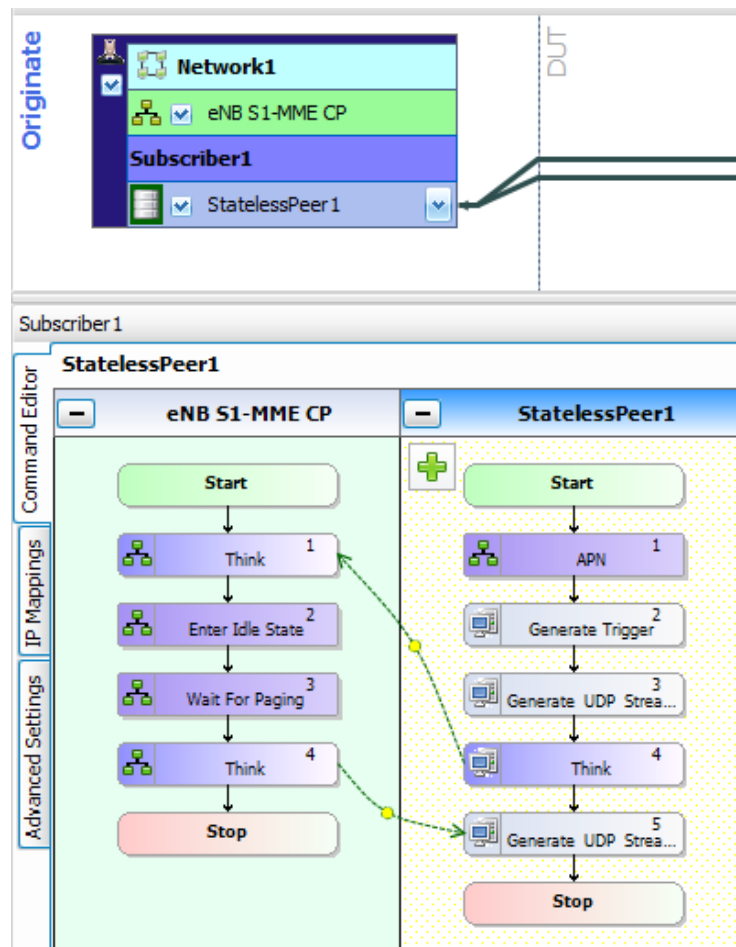 Originate
Network1
DUT
eNB S1-MME CP
Subscriber1
StatelessPeer1
Subscriber1
Command Editor
IP Mappings
Advanced Settings
StatelessPeer1
eNB S1-MME CP
StatelessPeer1
Start
Think 1
Enter Idle State 2
Wait For Paging 3
Think 4
Stop
Start
APN 1
Generate Trigger 2
Generate UDP Strea... 3
Think 4
Generate UDP Strea... 5
Stop